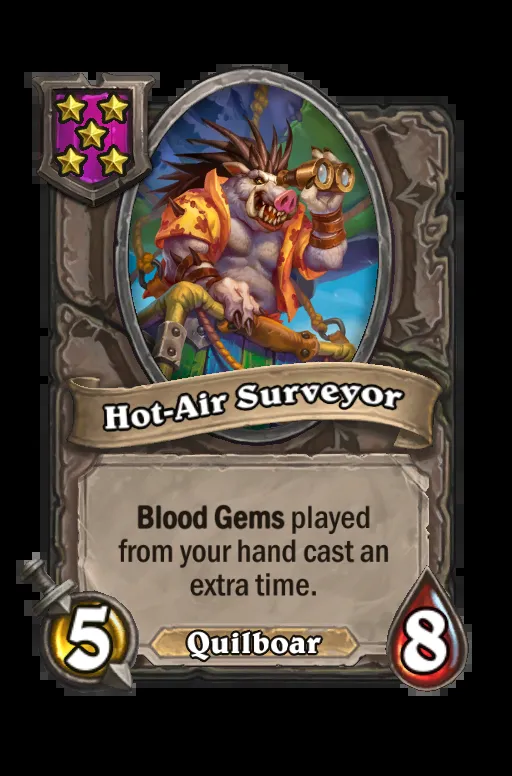 Hot-Air Surveyor
Blood Gems played
from your hand cast an
extra time.
5
Quilboar
8